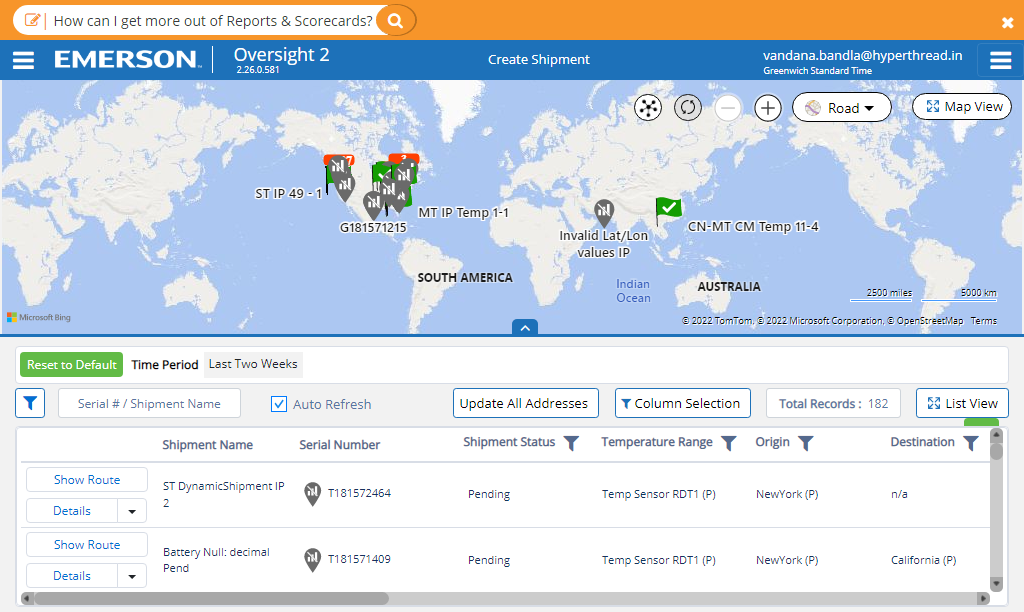 How can I get more out of Reports & Scorecards?
EMERSON
Oversight 2
2.26.0.581
Create Shipment
vandana.bandla@hyperthread.in
Greenwich Standard Time
Road
Map View
ST IP 49 - 1
MT IP Temp 1-1
G181571215
Invalid Lat/Lon
values IP
CN-MT CM Temp 11-4
SOUTH AMERICA
Indian
Ocean
AUSTRALIA
2500 miles
5000 km
Microsoft Bing
© 2022 TomTom, © 2022 Microsoft Corporation, © OpenStreetMap Terms
Reset to Default
Time Period
Last Two Weeks
Serial # / Shipment Name
Auto Refresh
Update All Addresses
Column Selection
Total Records : 182
List View
Shipment Name
Serial Number
Shipment Status
Temperature Range
Origin
Destination
Show Route
Details
ST DynamicShipment IP
2
T181572464
Pending
Temp Sensor RDT1 (P)
NewYork (P)
n/a
Show Route
Details
Battery Null: decimal
Pend
T181571409
Pending
Temp Sensor RDT1 (P)
NewYork (P)
California (P)